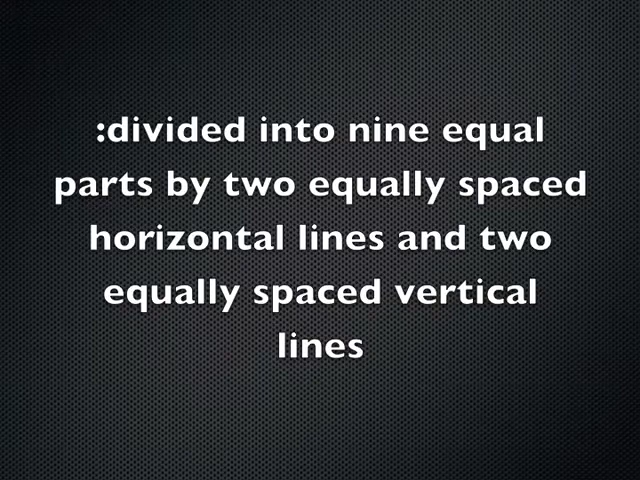 :divided into nine equal
parts by two equally spaced
horizontal lines and two
equally spaced vertical
lines